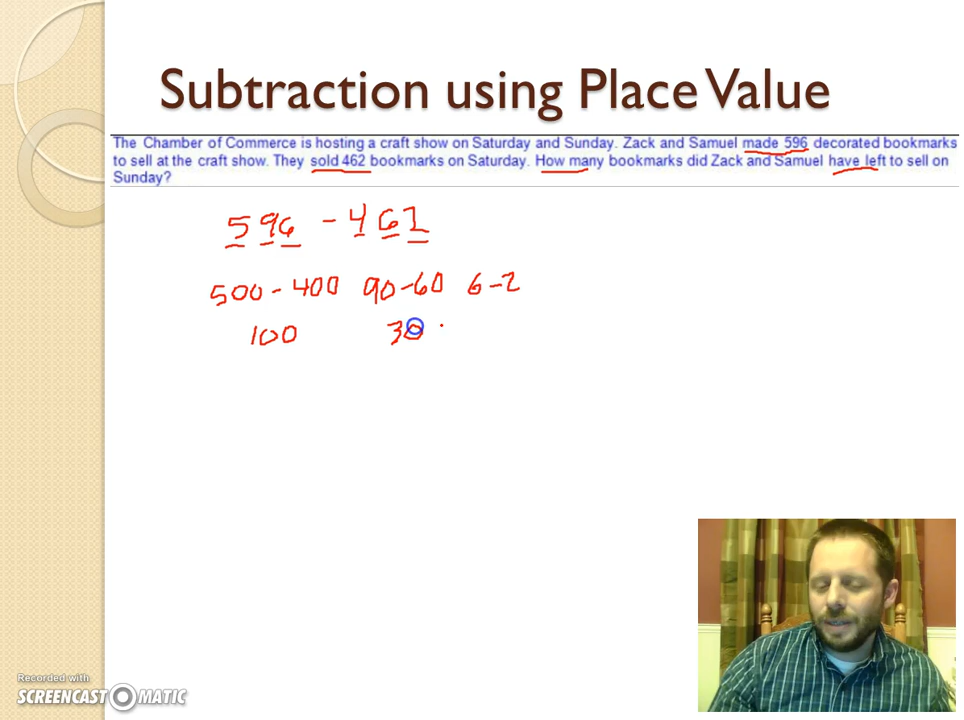 Subtraction using Place Value
The Chamber of Commerce is hosting a craft show on Saturday and Sunday. Zack and Samuel made 596 decorated bookmarks
to sell at the craft show. They sold 462 bookmarks on Saturday. How many bookmarks did Zack and Samuel have left to sell on
Sunday?
596 - 462
500 - 400 90 - 60 6 - 2
100 30
Recorded with
SCREENCAST MATIC